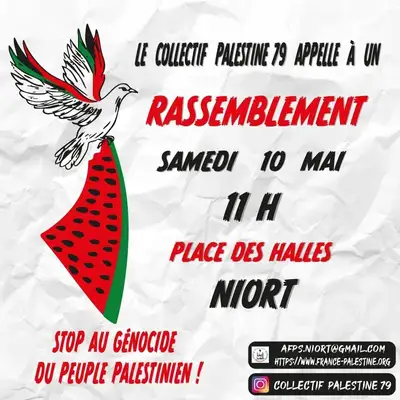 LE COLLECTIF PALESTINE 79 APPELLE À UN
RASSEMBLEMENT
SAMEDI 10 MAI
11 H
PLACE DES HALLES
NIORT
STOP AU GÉNOCIDE
DU PEUPLE PALESTINIEN !
AFPS.NIORT@GMAIL.COM
HTTPS://WWW.FRANCE-PALESTINE.ORG
COLLECTIF PALESTINE 79